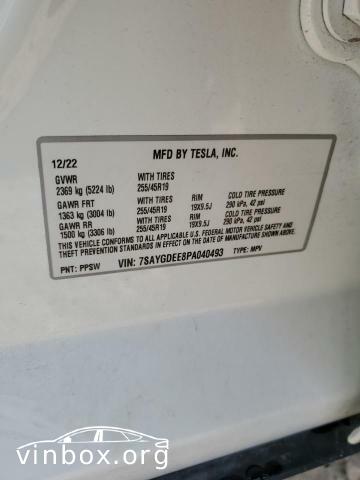 12/22 MFD BY TESLA, INC.
GVWR WITH TIRES
2369 kg (5224 lb) 255/45R19
GAWR FRT WITH TIRES RIM COLD TIRE PRESSURE
1363 kg (3004 lb) 255/45R19 19X9.5J 290 kPa, 42 psi
GAWR RR WITH TIRES RIM COLD TIRE PRESSURE
1500 kg (3306 lb) 255/45R19 19X9.5J 290 kPa, 42 psi
THIS VEHICLE CONFORMS TO ALL APPLICABLE U.S. FEDERAL MOTOR VEHICLE SAFETY AND
THEFT PREVENTION STANDARDS IN EFFECT ON THE DATE OF MANUFACTURE SHOWN ABOVE.
PNT: PPSW VIN: 7SAYGDEE8PA040493 TYPE: MPV
vinbox.org